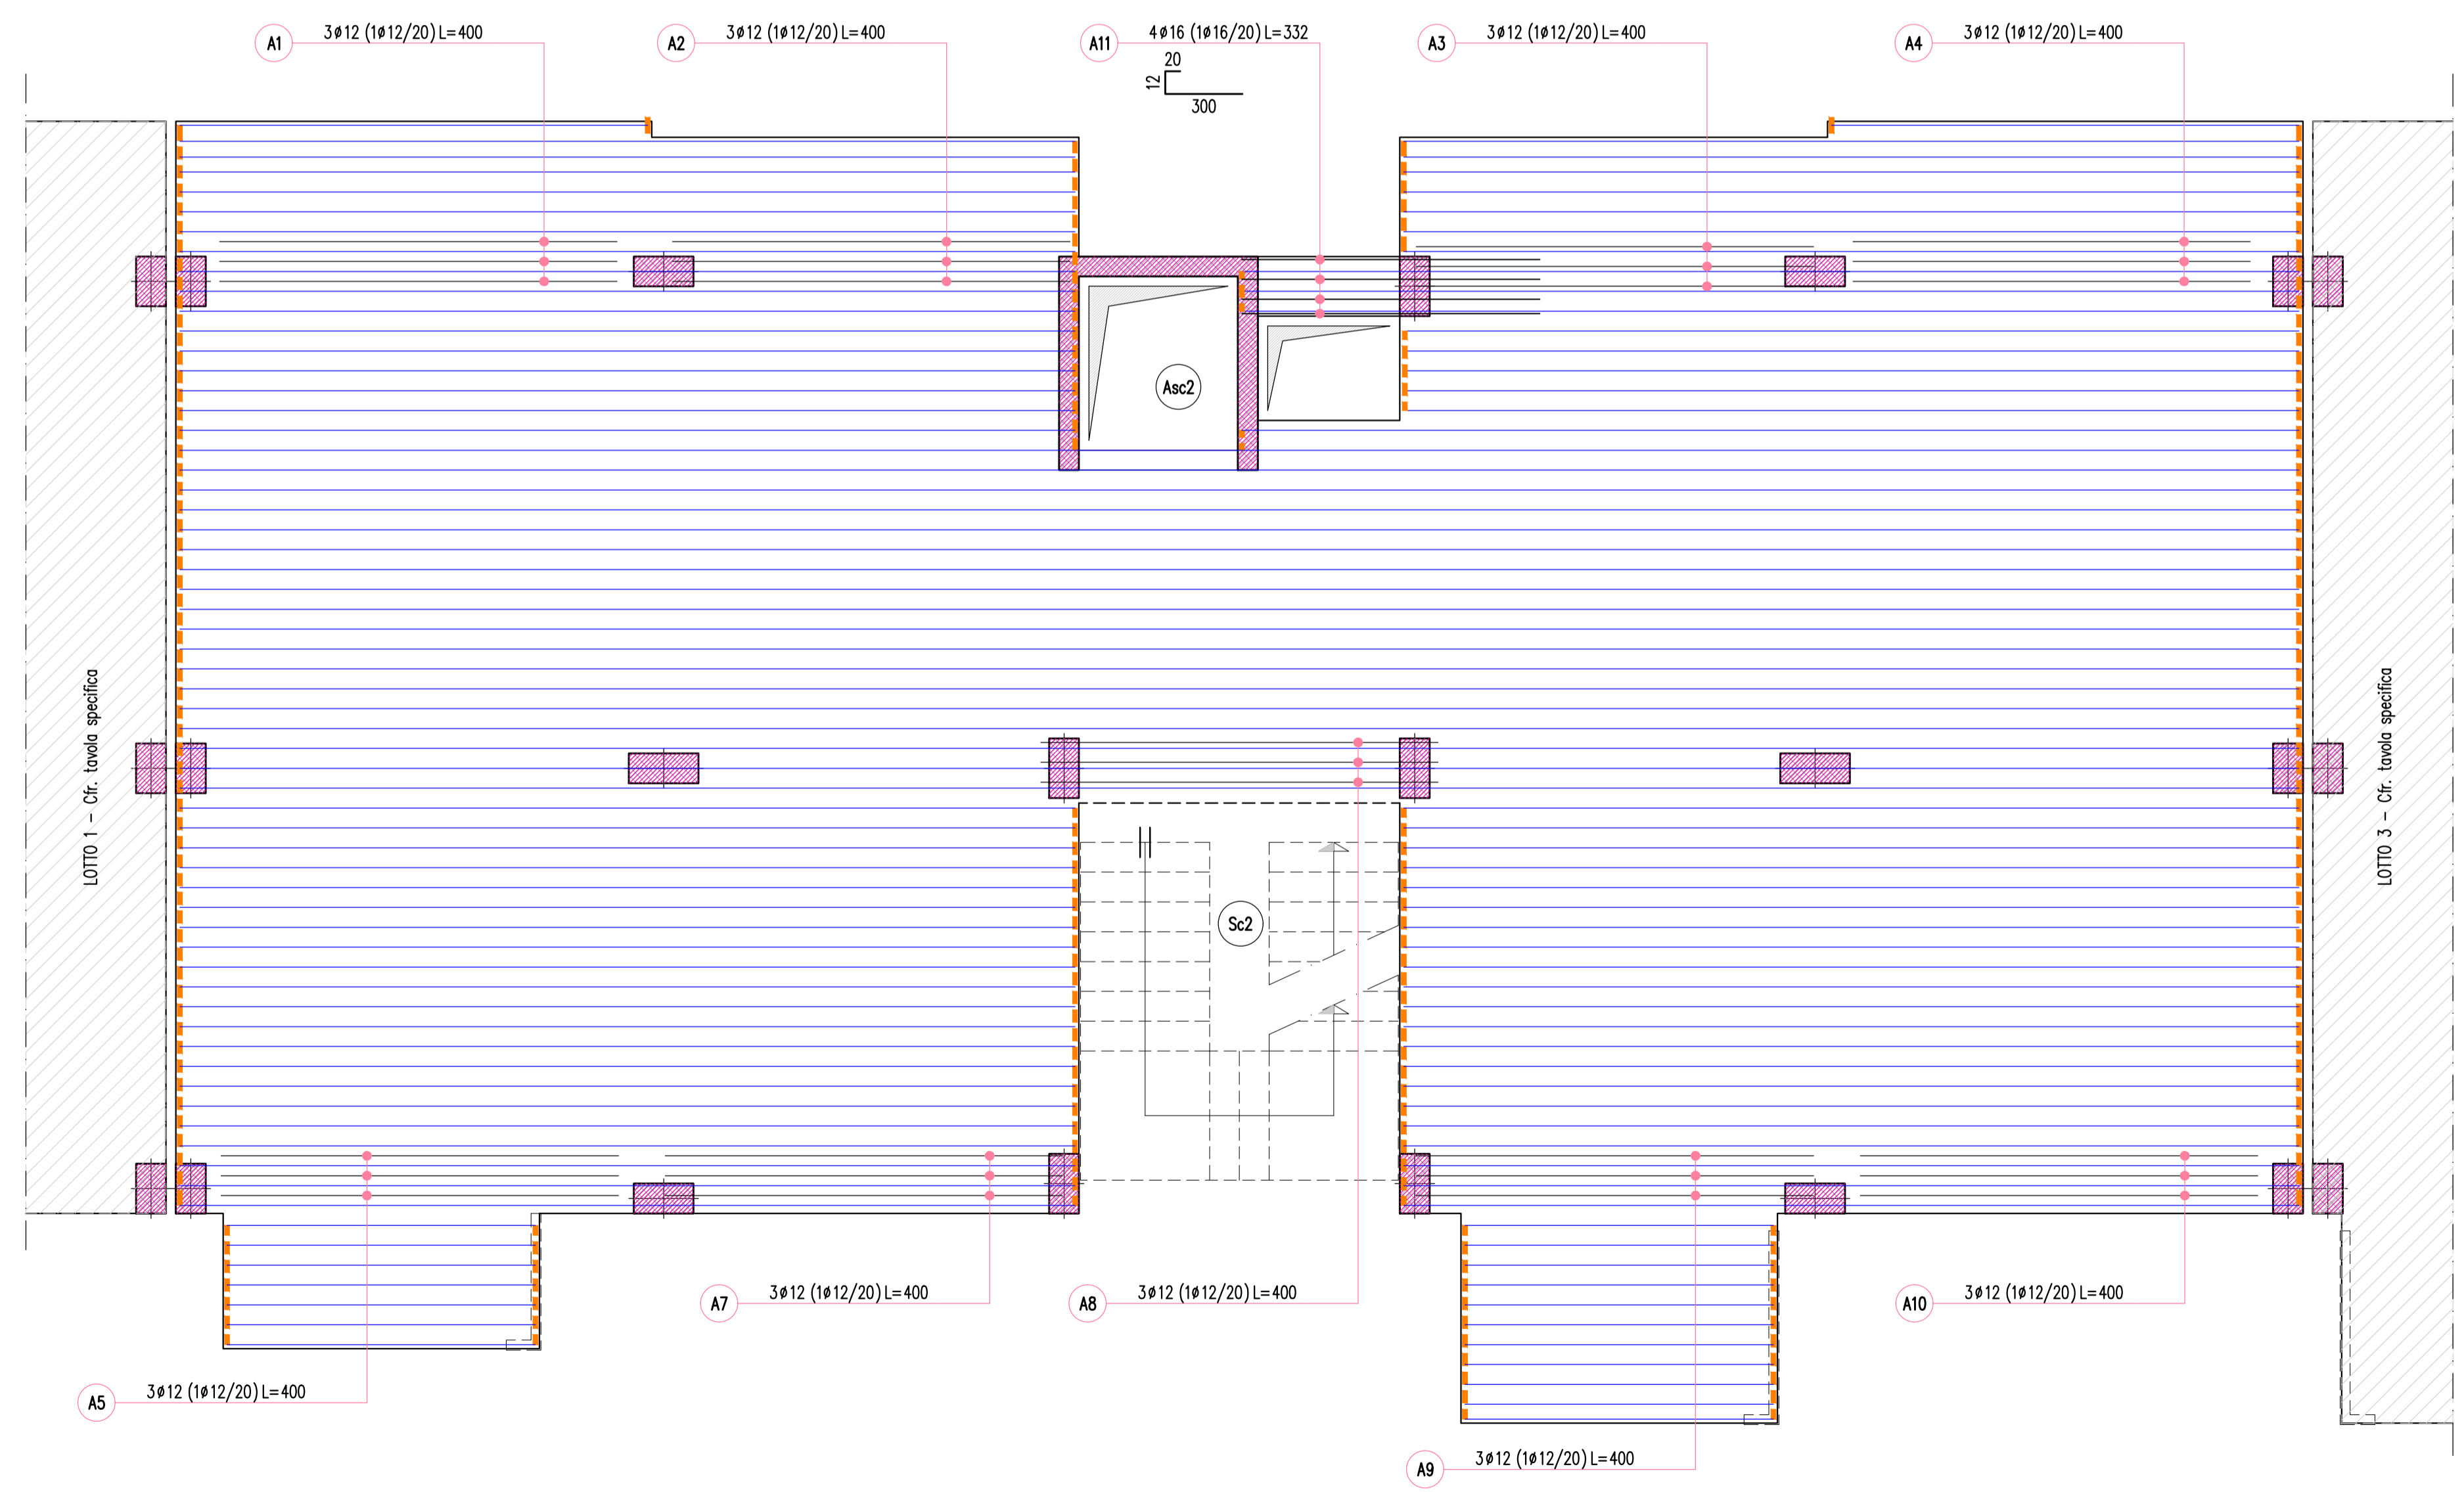 A1 3ø12 (1ø12/20) L=400
A2 3ø12 (1ø12/20) L=400
A11 4ø16 (1ø16/20) L=332
A3 3ø12 (1ø12/20) L=400
A4 3ø12 (1ø12/20) L=400
20
12
300
Asc2
LOTTO 1 - Cfr. tavola specifica
LOTTO 3 - Cfr. tavola specifica
Sc2
A7 3ø12 (1ø12/20) L=400
A8 3ø12 (1ø12/20) L=400
A10 3ø12 (1ø12/20) L=400
A5 3ø12 (1ø12/20) L=400
A9 3ø12 (1ø12/20) L=400